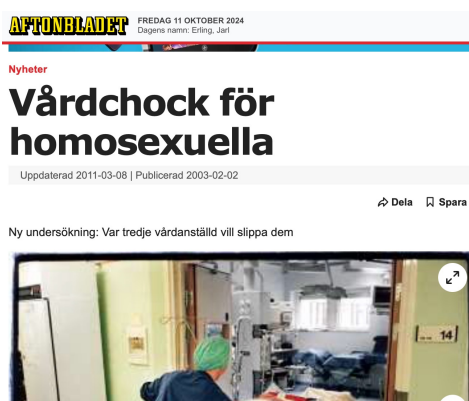 AFTONBLADET
FREDAG 11 OKTOBER 2024
Dagens namn: Erling, Jarl
Nyheter
Vårdchock för
homosexuella
Uppdaterad 2011-03-08 | Publicerad 2003-02-02
Dela Spara
Ny undersökning: Var tredje vårdanställd vill slippa dem
14